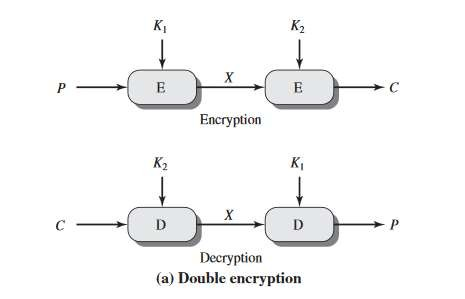 K₁ K₂
P E X E C
Encryption
K₂ K₁
C D X D P
Decryption
(a) Double encryption